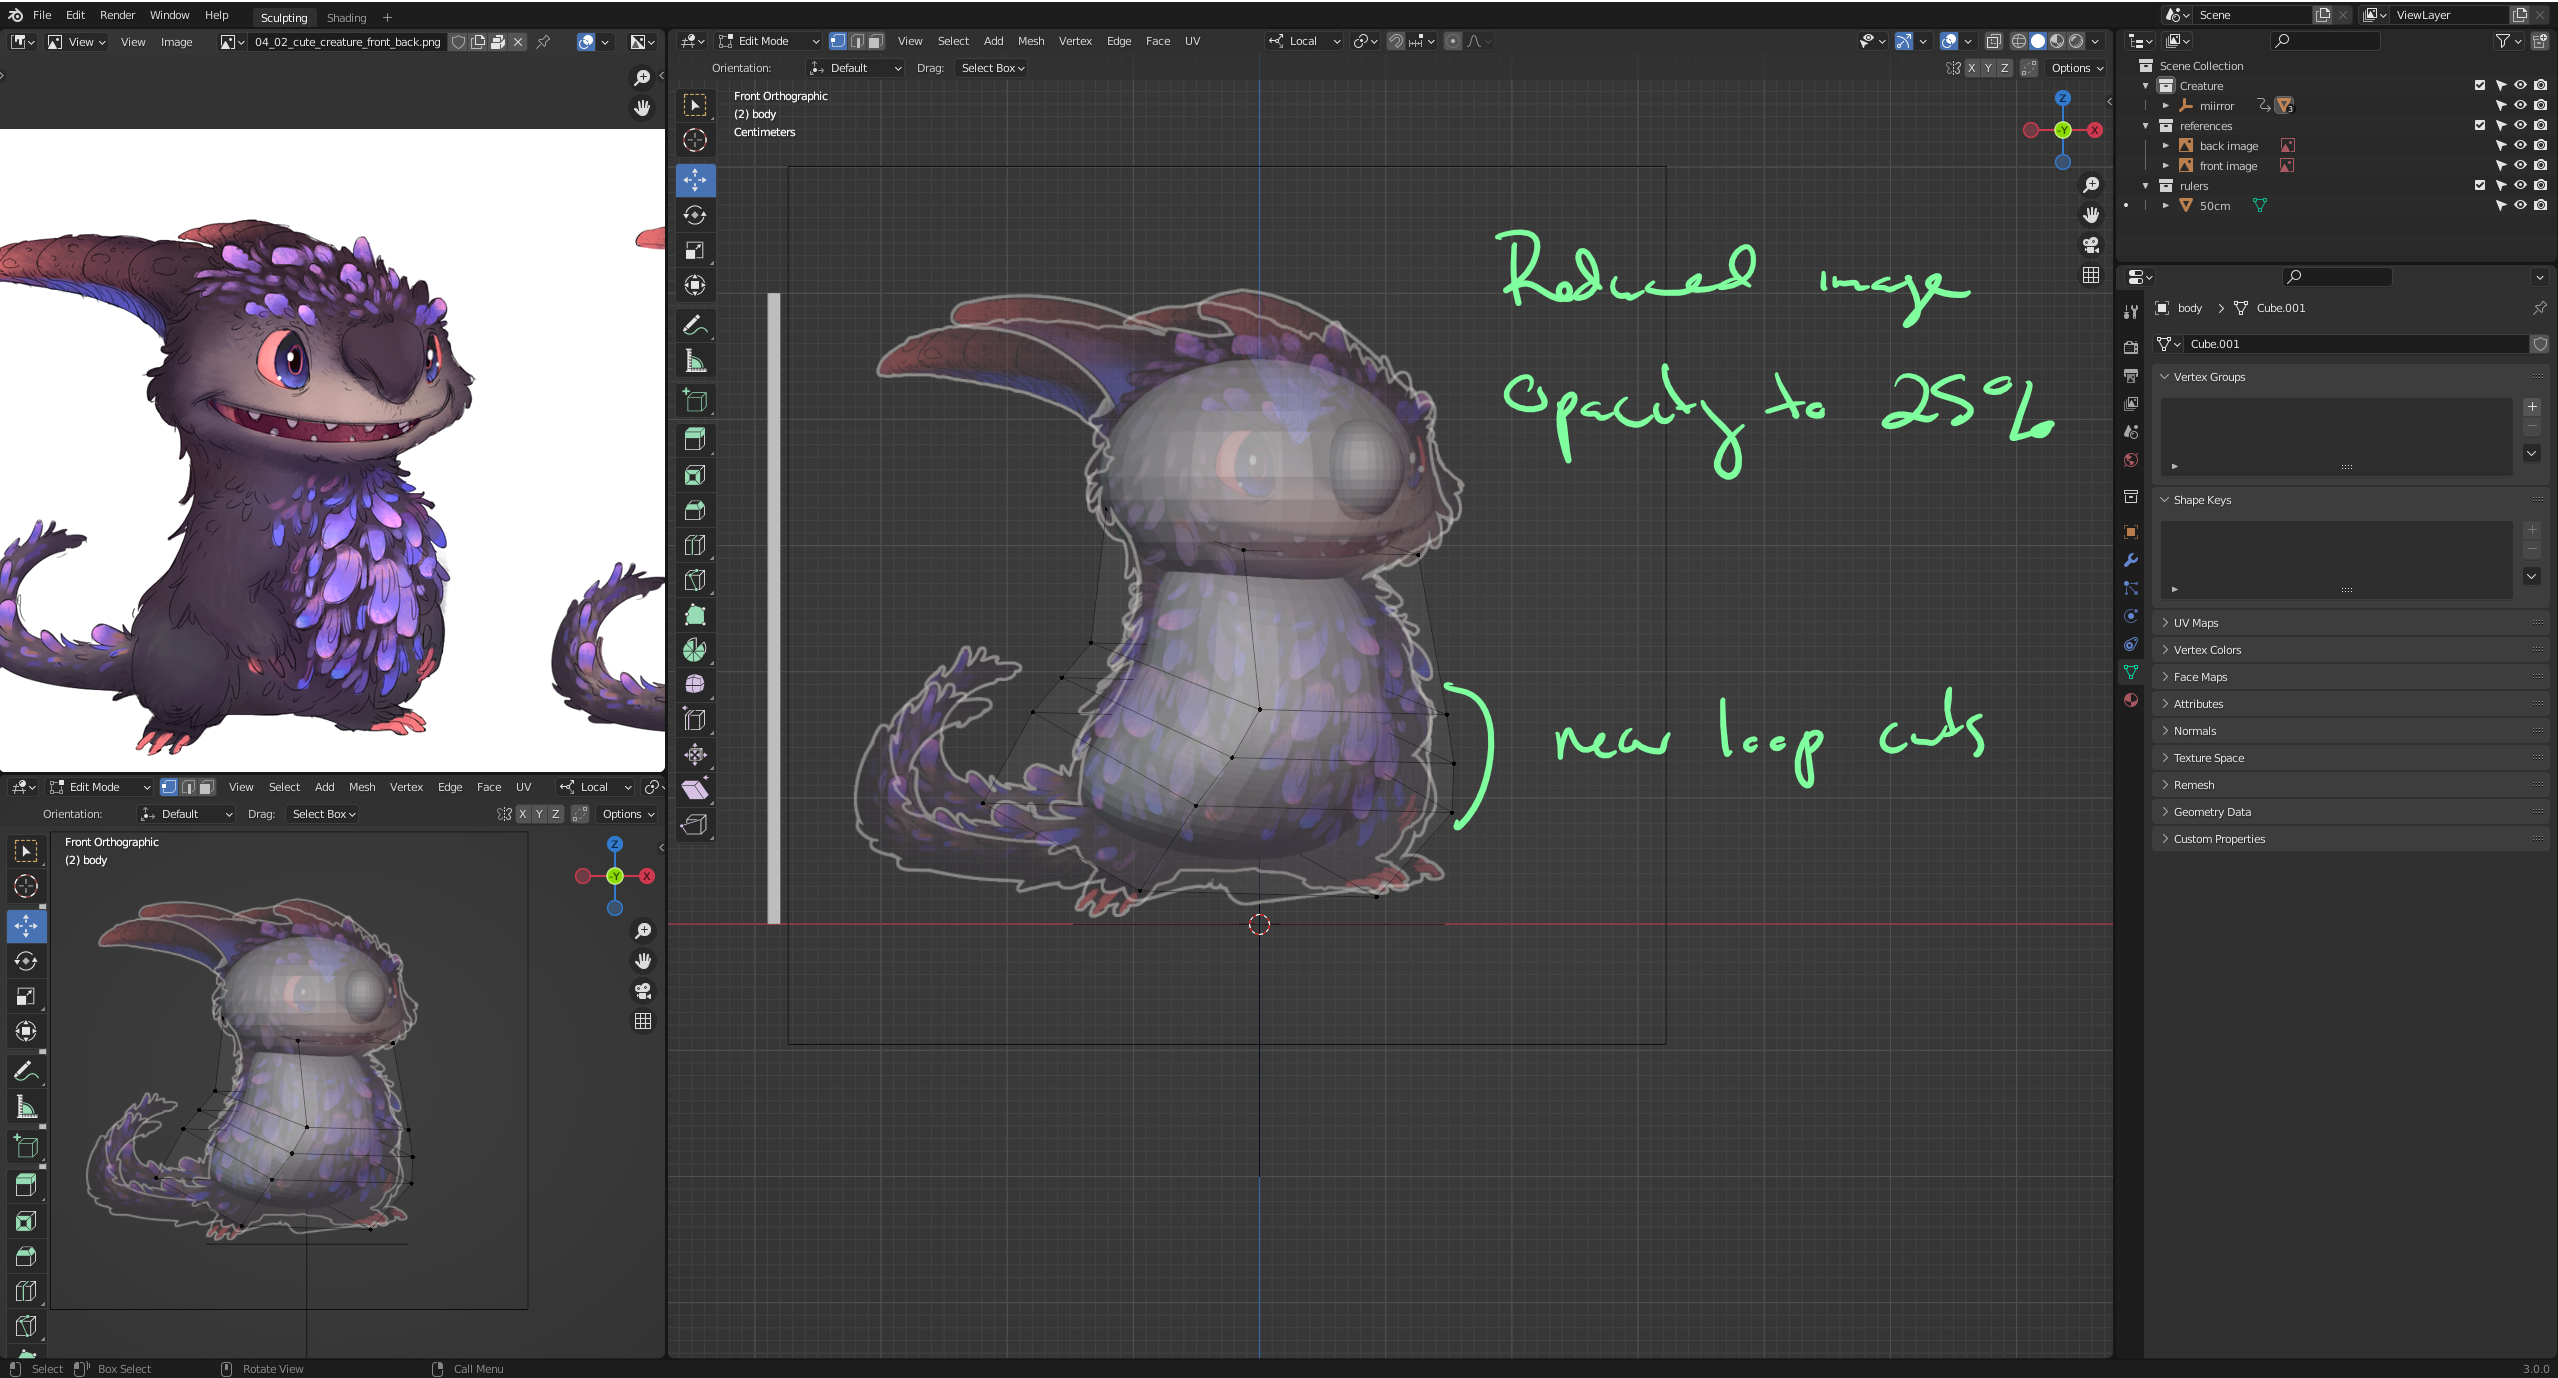 File Edit Render Window Help Sculpting Shading + Scene ViewLayer
View View Image 04_02_cute_creature_front_back.png
Edit Mode View Select Add Mesh Vertex Edge Face UV Local
Orientation: Default Drag: Select Box X Y Z Options
Front Orthographic
(2) body
Centimeters
Z
-Y X
Reduced image
Opacity to 25%
new loop cuts
Edit Mode View Select Add Mesh Vertex Edge Face UV Local
Orientation: Default Drag: Select Box X Y Z Options
Front Orthographic
(2) body
Z
-Y X
Scene Collection
Creature
miirror 3
references
back image
front image
rulers
50cm
body > Cube.001
Cube.001
Vertex Groups
Shape Keys
UV Maps
Vertex Colors
Face Maps
Attributes
Normals
Texture Space
Remesh
Geometry Data
Custom Properties
Select Box Select Rotate View Call Menu 3.0.0